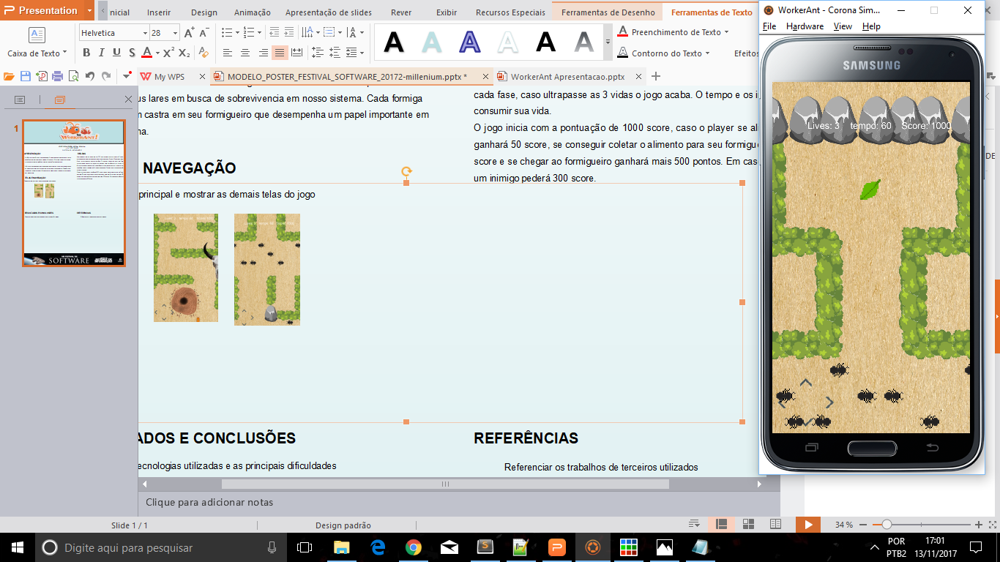 Presentation
nicial Inserir Design Animação Apresentação de slides Rever Exibir Recursos Especiais Ferramentas de Desenho Ferramentas de Texto
Caixa de Texto
Helvetica 28
B I U S A X² X₂
A A A A A A
Preenchimento de Texto
Contorno do Texto
Efeitos
My WPS MODELO_POSTER_FESTIVAL_SOFTWARE_20172-millenium.pptx * WorkerAnt Apresentacao.pptx
1
us lares em busca de sobrevivencia em nosso sistema. Cada formiga
n castra em seu formigueiro que desempenha um papel importante em
na.
NAVEGAÇÃO
principal e mostrar as demais telas do jogo
cada fase, caso ultrapasse as 3 vidas o jogo acaba. O tempo e os i
consumir sua vida.
O jogo inicia com a pontuação de 1000 score, caso o player se al
ganhará 50 score, se conseguir coletar o alimento para seu formigue
score e se chegar ao formigueiro ganhará mais 500 pontos. Em cas
um inimigo pederá 300 score.
ADOS E CONCLUSÕES
ecnologias utilizadas e as principais dificuldades
REFERÊNCIAS
Referenciar os trabalhos de terceiros utilizados
Clique para adicionar notas
Slide 1 / 1 Design padrão 34 %
WorkerAnt - Corona Sim...
File Hardware View Help
SAMSUNG
Lives: 3 tempo: 60 Score: 1000
DE
SOFTWARE
Digite aqui para pesquisar
POR
PTB2
17:01
13/11/2017